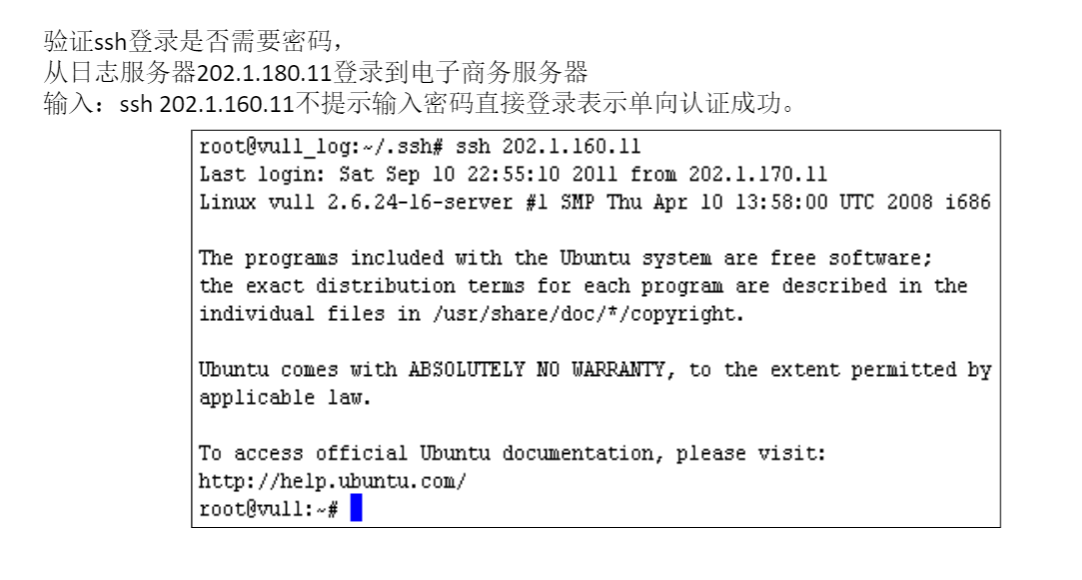 验证ssh登录是否需要密码，
从日志服务器202.1.180.11登录到电子商务服务器
输入：ssh 202.1.160.11不提示输入密码直接登录表示单向认证成功。
root@vull_log:~/.ssh# ssh 202.1.160.11
Last login: Sat Sep 10 22:55:10 2011 from 202.1.170.11
Linux vull 2.6.24-16-server #1 SMP Thu Apr 10 13:58:00 UTC 2008 i686
The programs included with the Ubuntu system are free software;
the exact distribution terms for each program are described in the
individual files in /usr/share/doc/*/copyright.
Ubuntu comes with ABSOLUTELY NO WARRANTY, to the extent permitted by
applicable law.
To access official Ubuntu documentation, please visit:
http://help.ubuntu.com/
root@vull:~#